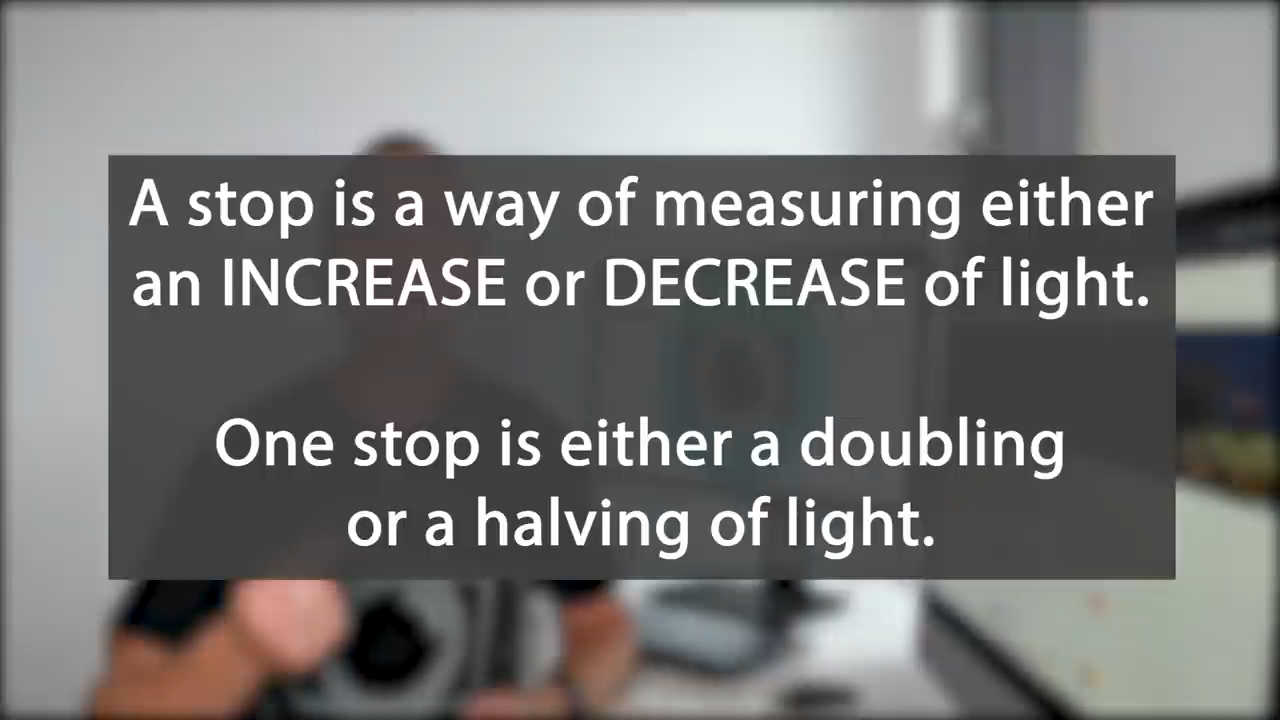 A stop is a way of measuring either
an INCREASE or DECREASE of light.
One stop is either a doubling
or a halving of light.